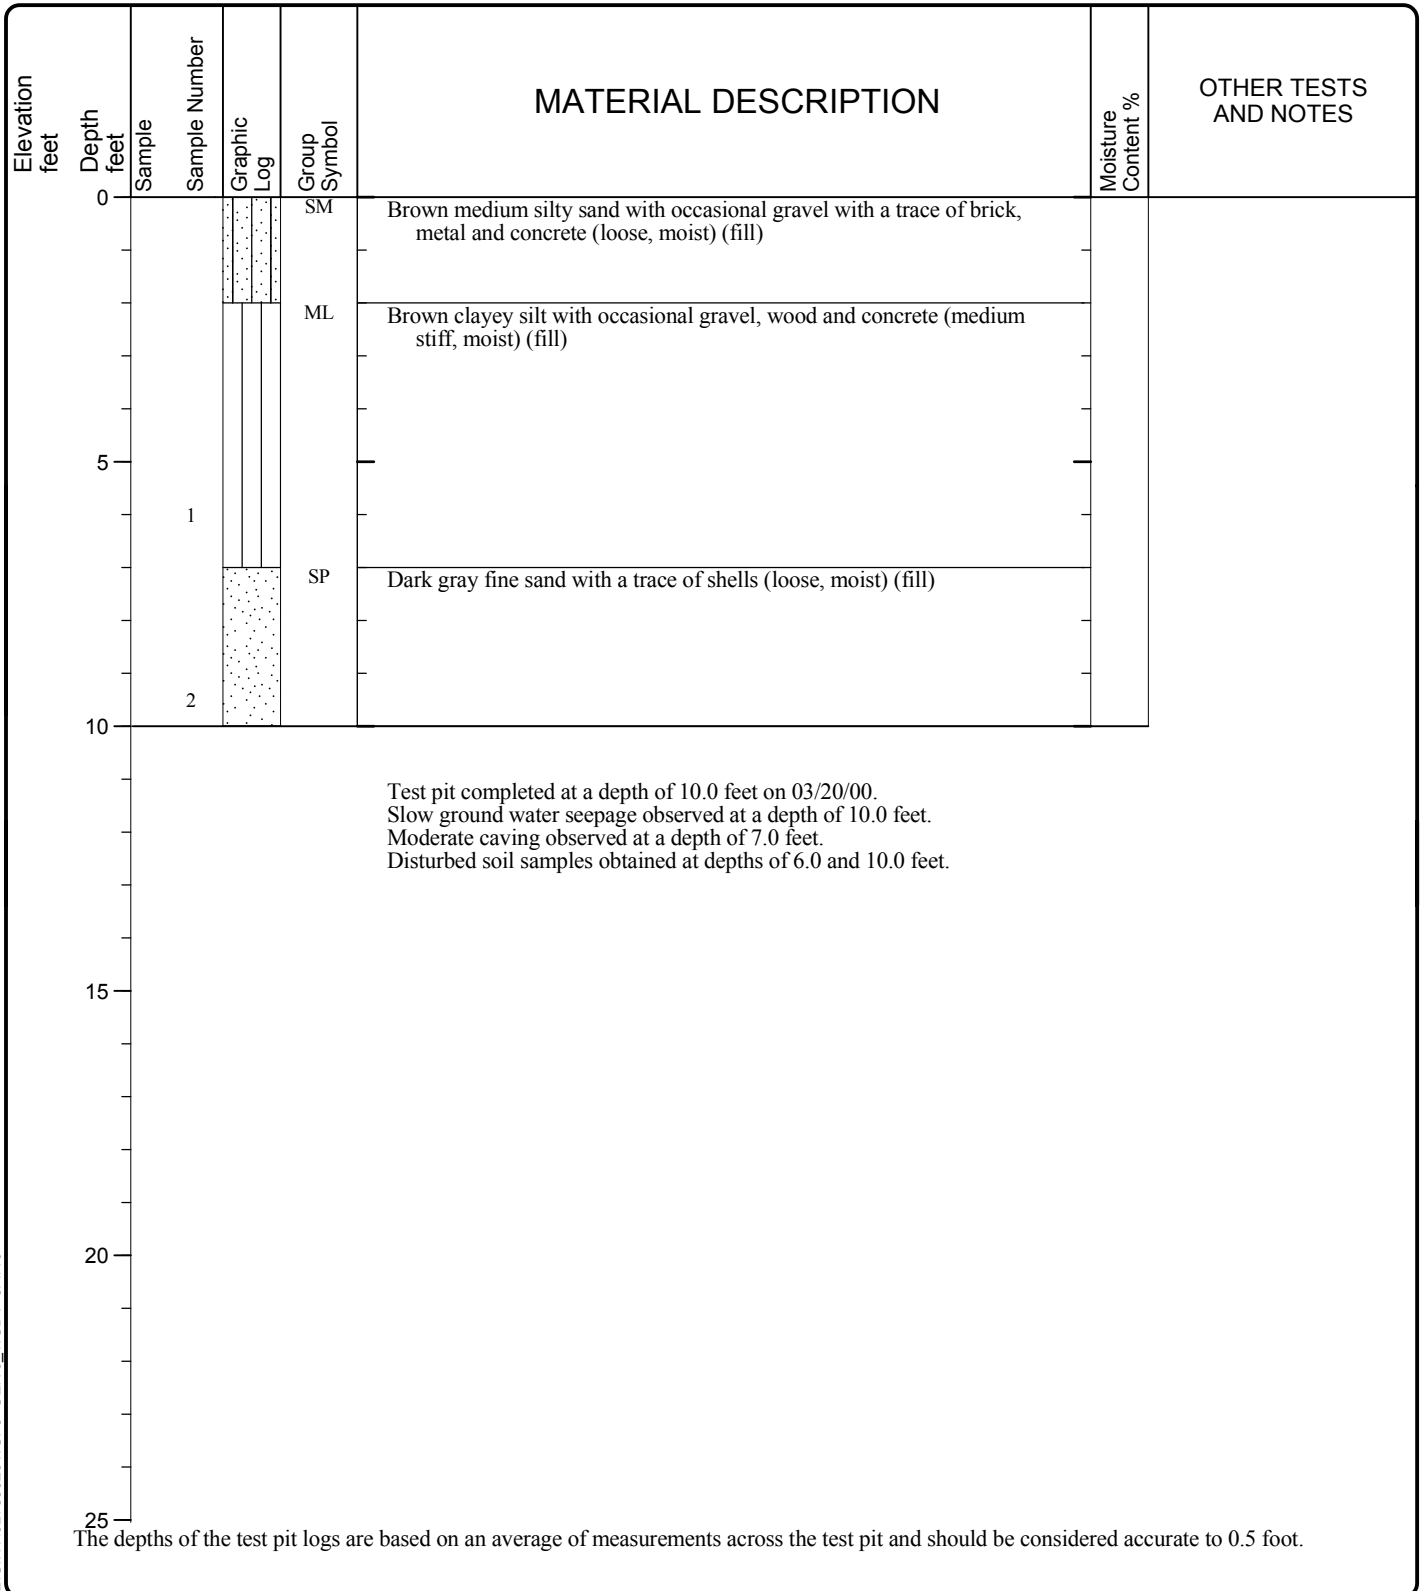 Elevation
feet
Depth
feet
Sample
Sample Number
Graphic
Log
Group
Symbol
MATERIAL DESCRIPTION
Moisture
Content %
OTHER TESTS
AND NOTES
0
SM
Brown medium silty sand with occasional gravel with a trace of brick,
metal and concrete (loose, moist) (fill)
ML
Brown clayey silt with occasional gravel, wood and concrete (medium
stiff, moist) (fill)
5
1
SP
Dark gray fine sand with a trace of shells (loose, moist) (fill)
2
10
Test pit completed at a depth of 10.0 feet on 03/20/00.
Slow ground water seepage observed at a depth of 10.0 feet.
Moderate caving observed at a depth of 7.0 feet.
Disturbed soil samples obtained at depths of 6.0 and 10.0 feet.
15
20
25
The depths of the test pit logs are based on an average of measurements across the test pit and should be considered accurate to 0.5 foot.